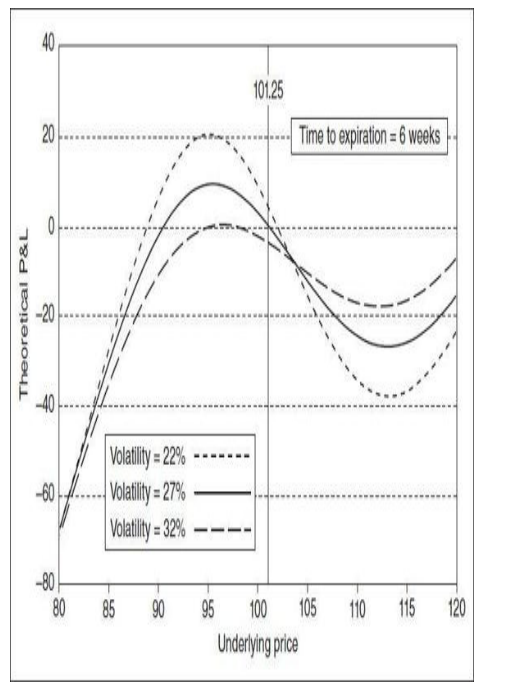 40
101.25
Time to expiration = 6 weeks
20
0
Theoretical P&L
–20
–40
Volatility = 22%
Volatility = 27%
–60
Volatility = 32%
–80
80 85 90 95 100 105 110 115 120
Underlying price